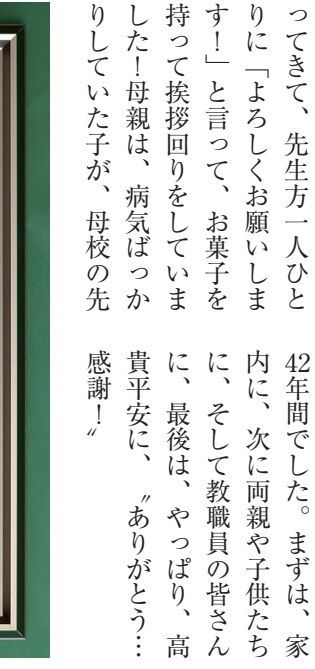 ってきて、先生方一人ひと
りに「よろしくお願いしま
す！」と言って、お菓子を
持って挨拶回りをしていま
した！母親は、病気ばっか
りしていた子が、母校の先
42年間でした。まずは、家
内に、次に両親や子供たち
に、そして教職員の皆さん
に、最後は、やっぱり、高
貴平安に、〝ありがとう…
感謝！〟